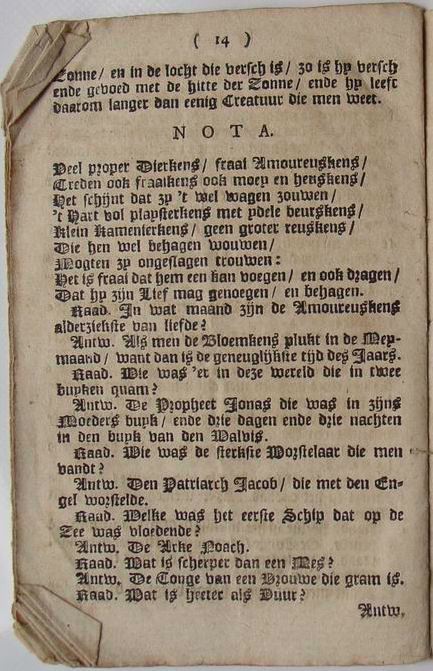 ( 14 )
Zonne/ en in de locht die versch is/ zo is hy versch
ende gevoed met de hitte der Zonne/ ende hy leeft
daarom langer dan eenig Creatuur die men weet.
NOTA.
Veel proper Dierkens/ fraai Amoureuskens/
Treden ook fraaikens ook moey en heuskens/
Het schijnt dat zy 't wel wagen zouwen/
't Hart vol playsterkens met ydele beurskens/
Klein Kamenierkens/ geen groter reuskens/
Die hen wel behagen wouwen/
Mogten zy ongeslagen trouwen:
Het is fraai dat hem een kan voegen/ en ook dragen/
Dat hy zijn Lief mag genoegen/ en behagen.
Raad. In wat maand zijn de Amoureuskens
alderziekste van liefde?
Antw. Als men de Bloemkens plukt in de Mey-
maand/ want dan is de geneuglijkste tijd des Jaars.
Raad. Wie was 'er in deze wereld die in twee
buyken quam?
Antw. De Propheet Jonas die was in zijns
Moeders buyk/ ende drie dagen ende drie nachten
in den buyk van den Walvis.
Raad. Wie was de sterkste Worstelaar die men
vandt?
Antw. Den Patriarch Jacob/ die met den En-
gel worstelde.
Raad. Welke was het eerste Schip dat op de
Zee was vloedende?
Antw. De Arke Noach.
Raad. Wat is scherper dan een Mes?
Antw. De Tonge van een Vrouwe die gram is.
Raad. Wat is heeter als Vuur?
Antw.